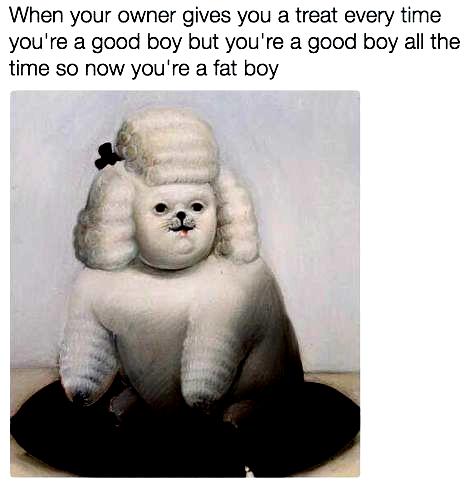 When your owner gives you a treat every time
you're a good boy but you're a good boy all the
time so now you're a fat boy